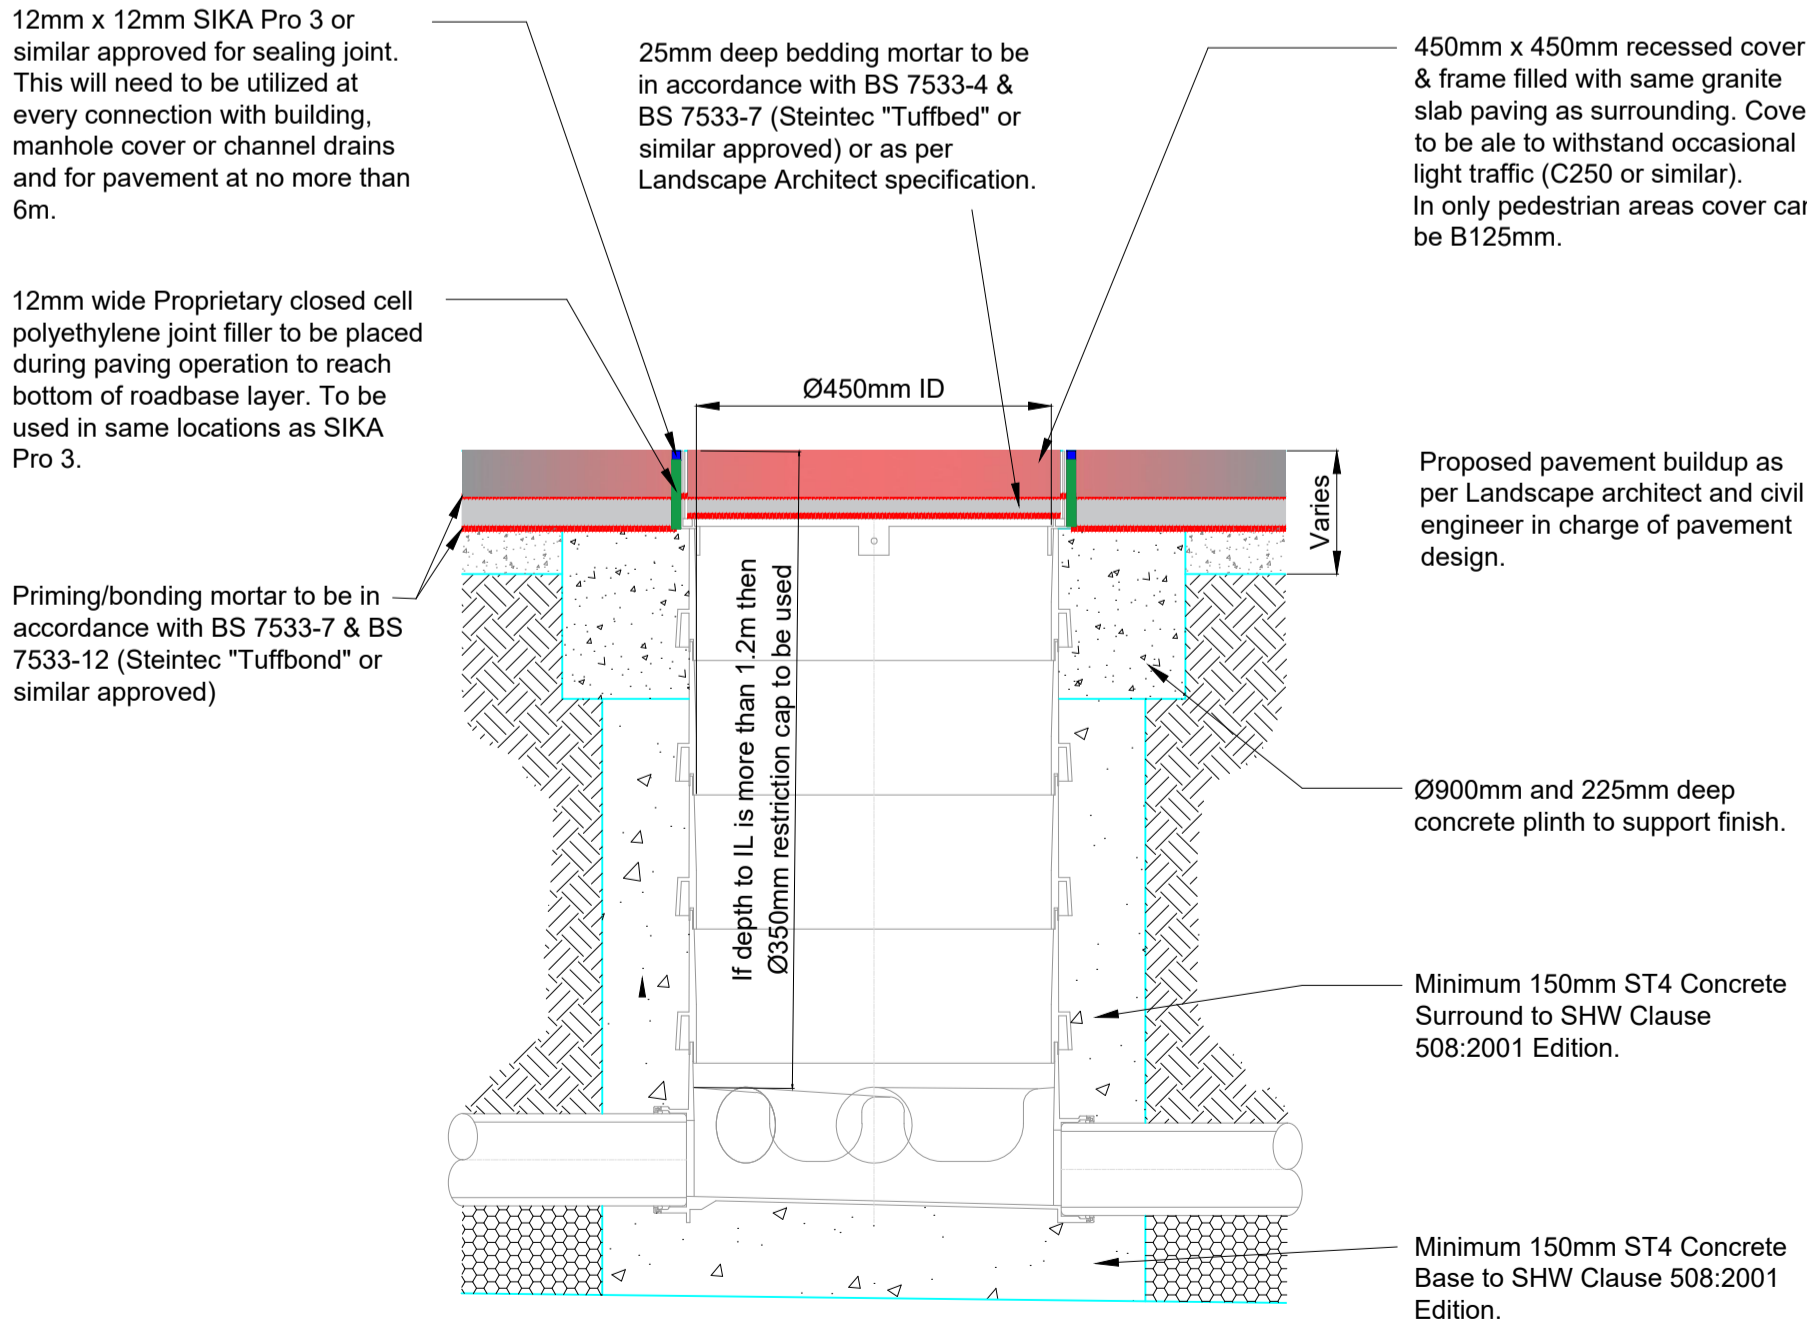 12mm x 12mm SIKA Pro 3 or
similar approved for sealing joint.
This will need to be utilized at
every connection with building,
manhole cover or channel drains
and for pavement at no more than
6m.
25mm deep bedding mortar to be
in accordance with BS 7533-4 &
BS 7533-7 (Steintec "Tuffbed" or
similar approved) or as per
Landscape Architect specification.
450mm x 450mm recessed cover
& frame filled with same granite
slab paving as surrounding. Cove
to be ale to withstand occasional
light traffic (C250 or similar).
In only pedestrian areas cover can
be B125mm.
12mm wide Proprietary closed cell
polyethylene joint filler to be placed
during paving operation to reach
bottom of roadbase layer. To be
used in same locations as SIKA
Pro 3.
Ø450mm ID
Varies
Proposed pavement buildup as
per Landscape architect and civil
engineer in charge of pavement
design.
Priming/bonding mortar to be in
accordance with BS 7533-7 & BS
7533-12 (Steintec "Tuffbond" or
similar approved)
If depth to IL is more than 1.2m then
Ø350mm restriction cap to be used
Ø900mm and 225mm deep
concrete plinth to support finish.
Minimum 150mm ST4 Concrete
Surround to SHW Clause
508:2001 Edition.
Minimum 150mm ST4 Concrete
Base to SHW Clause 508:2001
Edition.